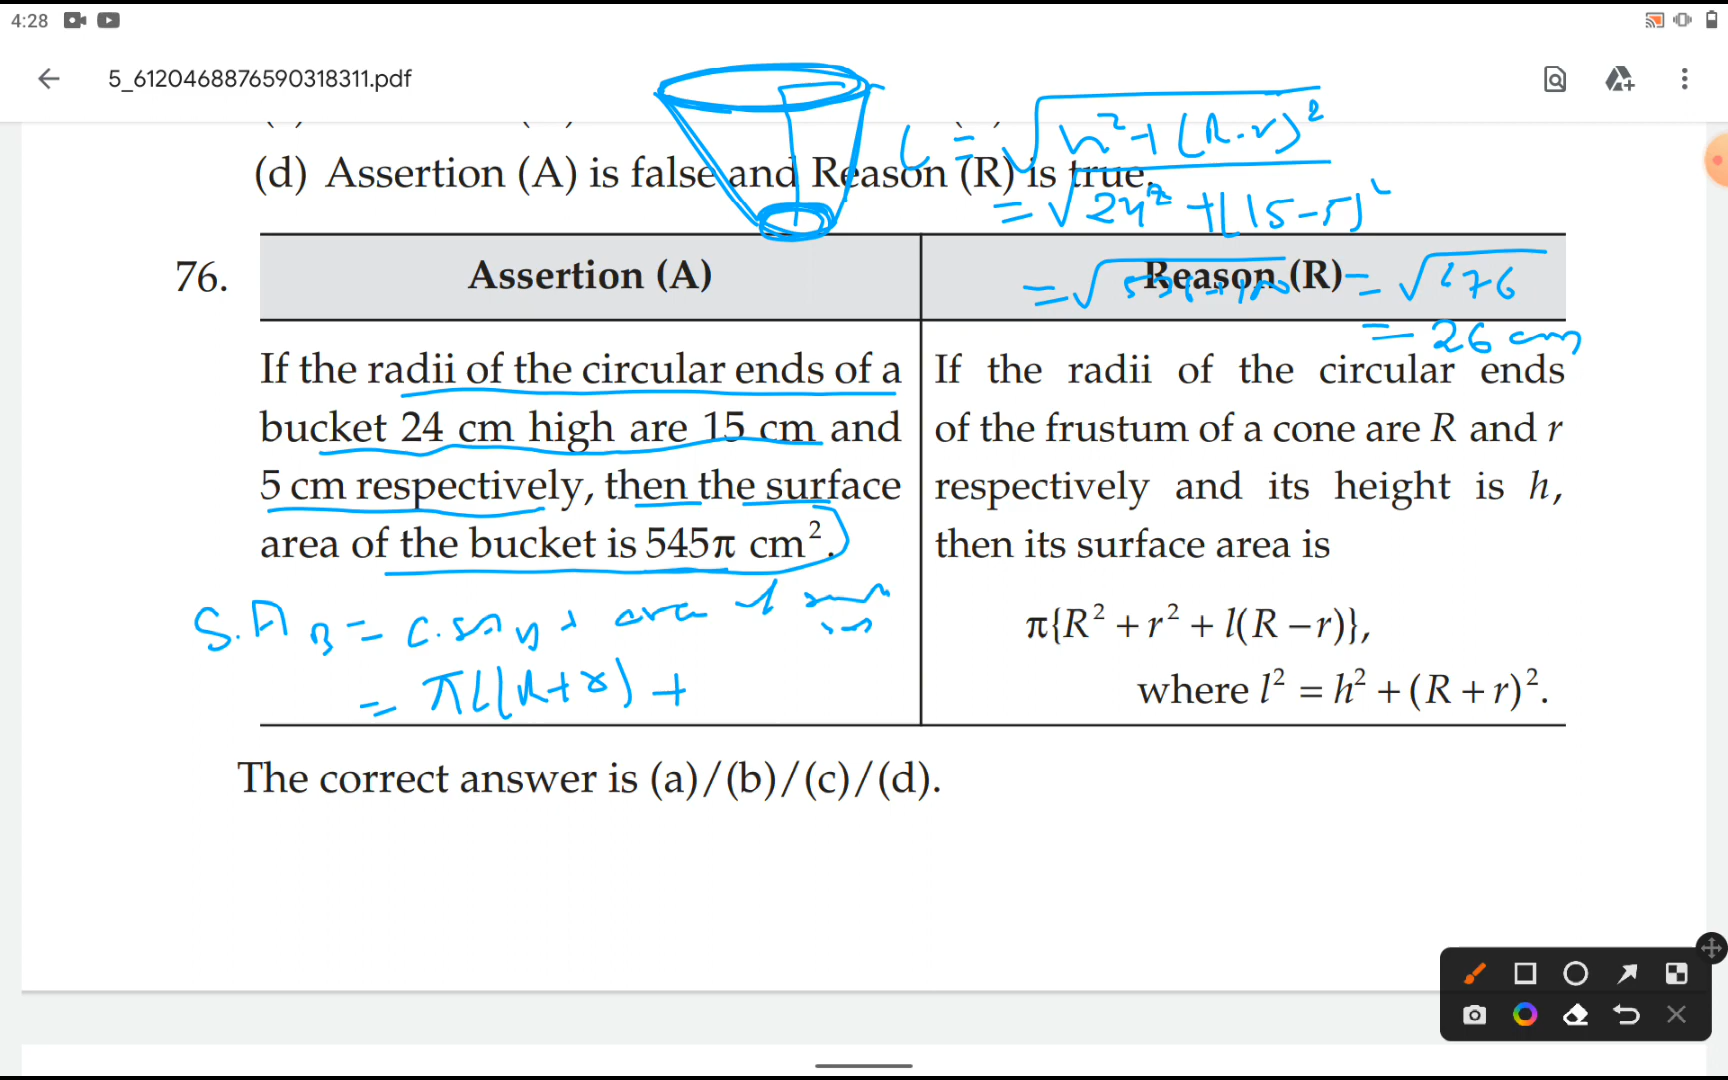 4:28
5_6120468876590318311.pdf
l = √h² + (R - r)²
(d) Assertion (A) is false and Reason (R) is true.
= √24² + (15-5)²
76. Assertion (A) Reason (R)
= √576+100 = √676
= 26 cm
If the radii of the circular ends of a
bucket 24 cm high are 15 cm and
5 cm respectively, then the surface
area of the bucket is 545π cm².
If the radii of the circular ends
of the frustum of a cone are R and r
respectively and its height is h,
then its surface area is
π{R² + r² + l(R – r)},
where l² = h² + (R + r)².
S.A = C.SA + area of
= πl(R+r) +
The correct answer is (a)/(b)/(c)/(d).